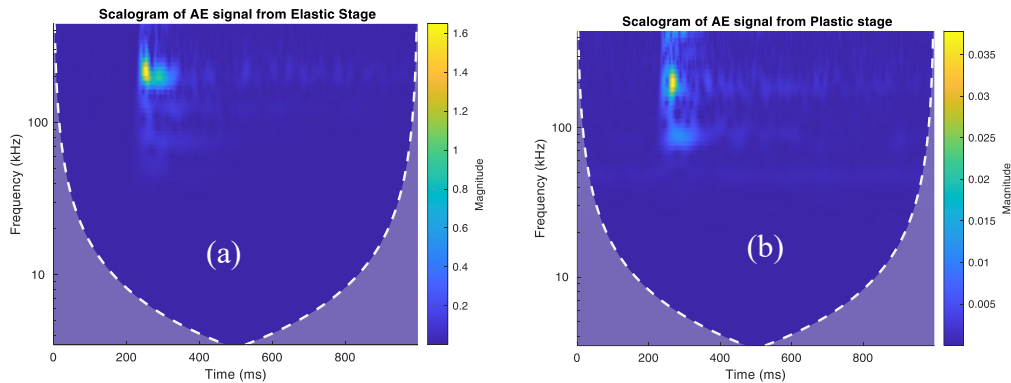 Scalogram of AE signal from Elastic Stage
Frequency (kHz)
100
10
(a)
0
200
400
600
800
Time (ms)
1.6
1.4
1.2
1
0.8
0.6
0.4
0.2
Magnitude
Scalogram of AE signal from Plastic stage
Frequency (kHz)
100
10
(b)
0
200
400
600
800
Time (ms)
0.035
0.03
0.025
0.02
0.015
0.01
0.005
Magnitude